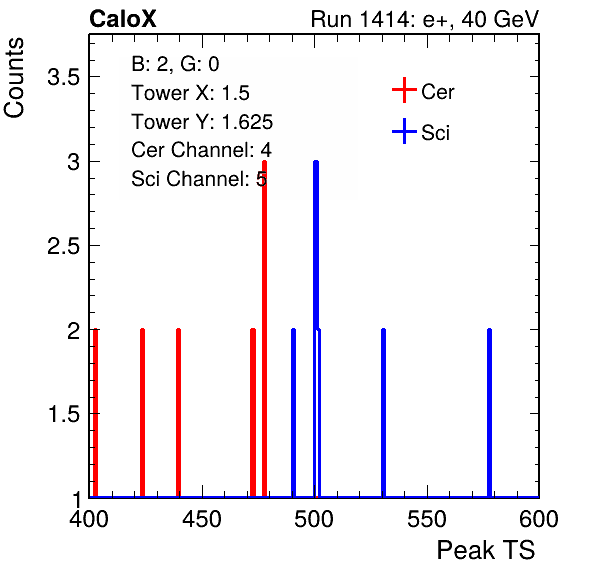 CaloX Run 1414: e+, 40 GeV
Counts
B: 2, G: 0
Tower X: 1.5
Tower Y: 1.625
Cer Channel: 4
Sci Channel: 5
Cer
Sci
3.5
3
2.5
2
1.5
1
400 450 500 550 600
Peak TS